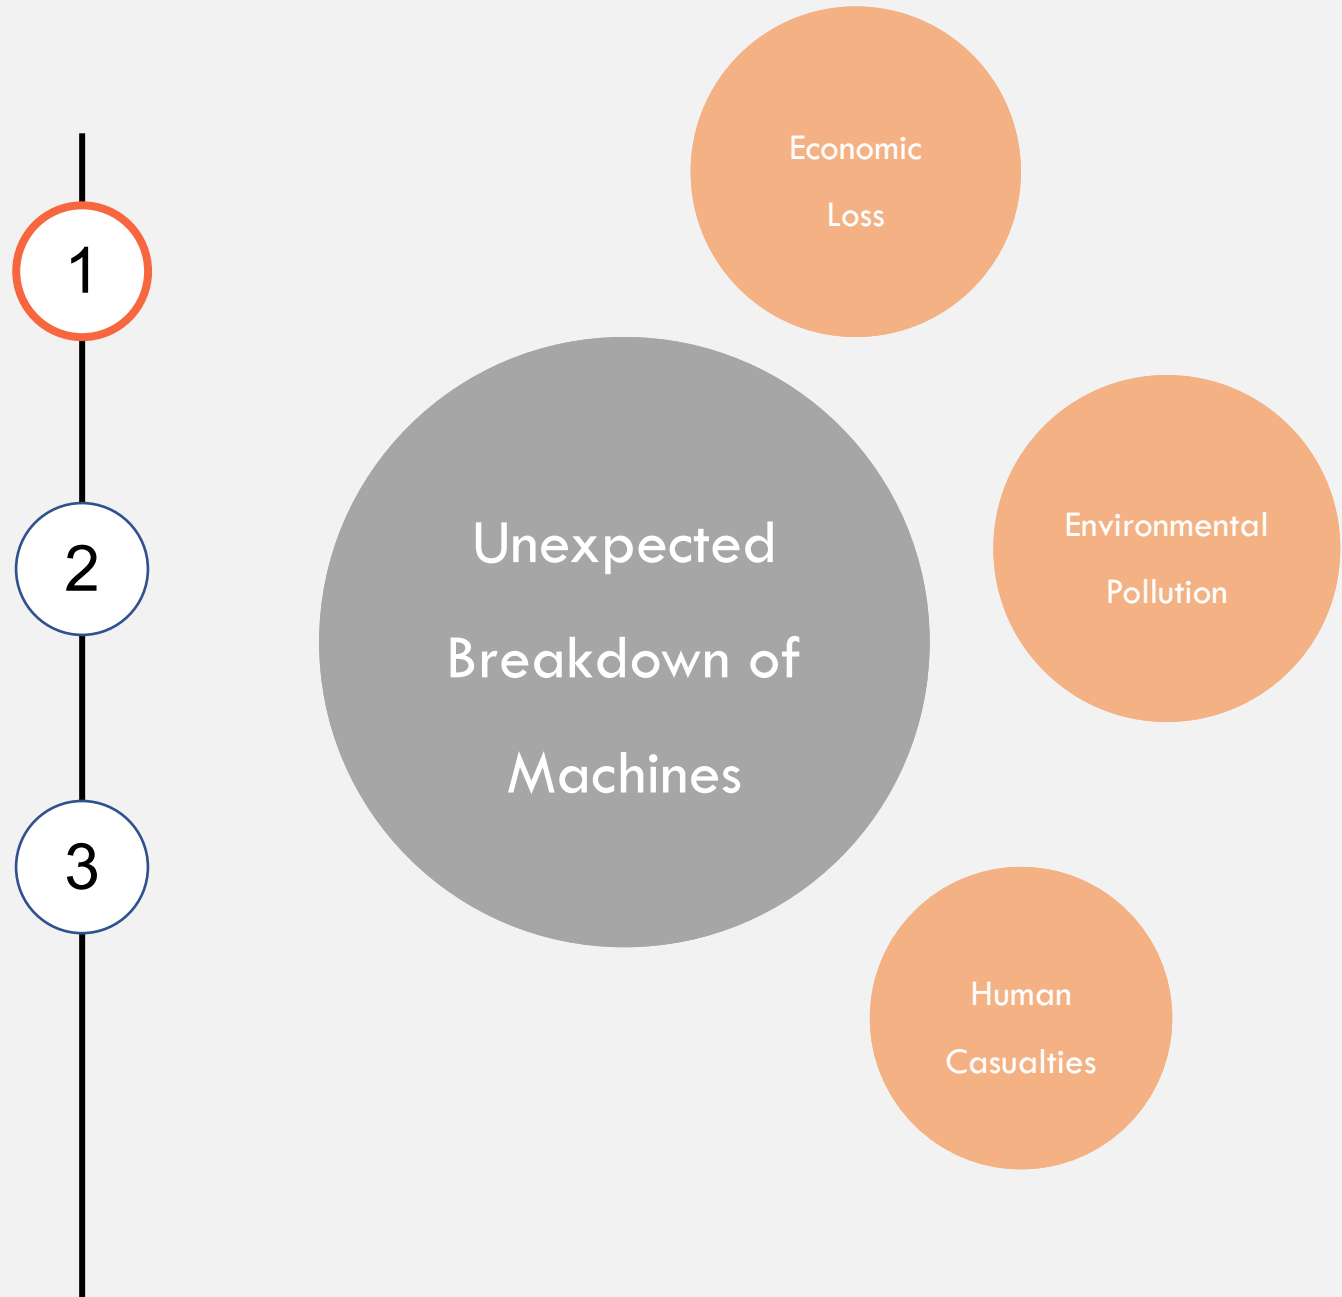 1
2
3
Unexpected
Breakdown of
Machines
Economic
Loss
Environmental
Pollution
Human
Casualties